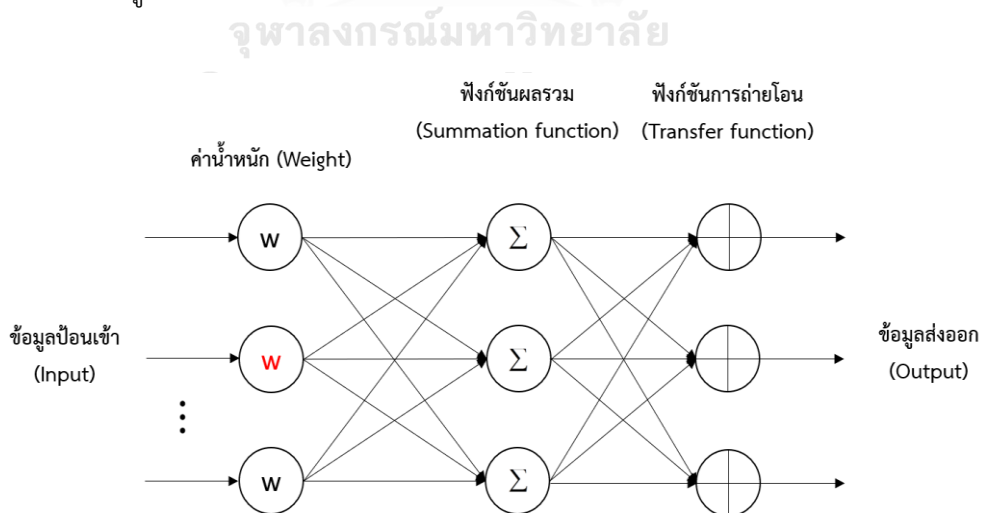 จุฬาลงกรณ์มหาวิทยาลัย
ฟังก์ชันผลรวม
(Summation function)
ฟังก์ชันการถ่ายโอน
(Transfer function)
ค่าน้ำหนัก (Weight)
w
Σ
ข้อมูลป้อนเข้า
(Input)
w
Σ
ข้อมูลส่งออก
(Output)
w
Σ